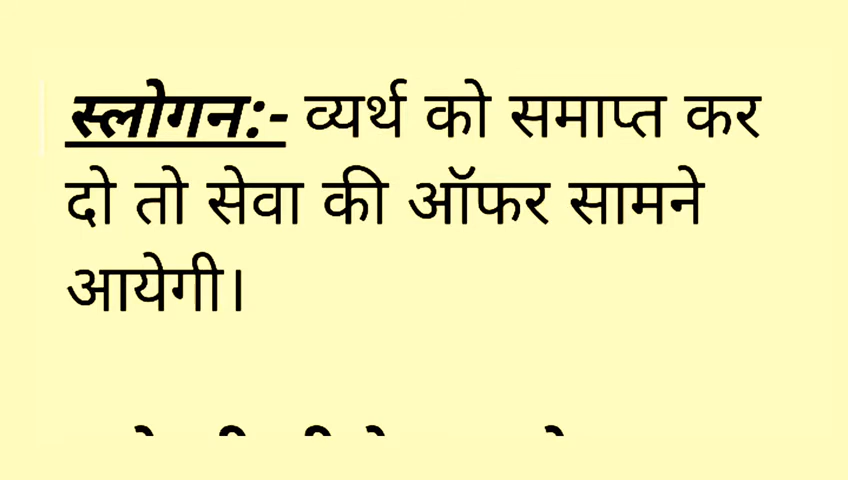 स्लोगन:- व्यर्थ को समाप्त कर
दो तो सेवा की ऑफर सामने
आयेगी।